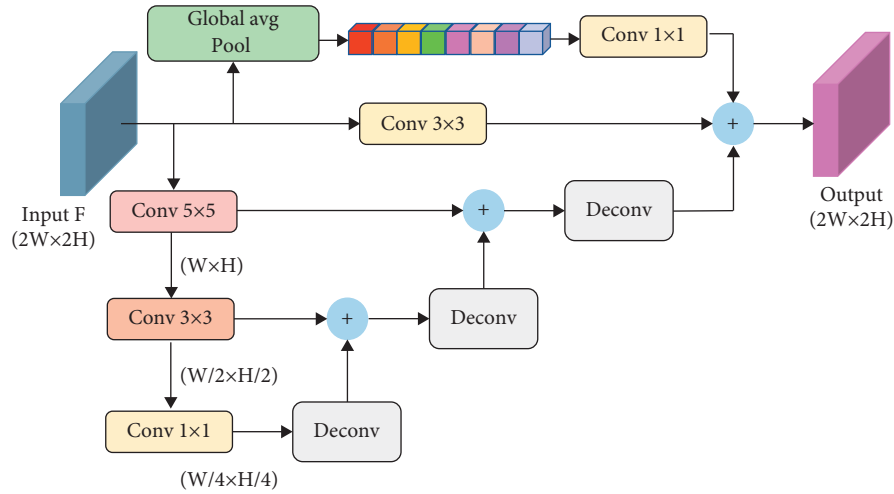 Global avg
Pool
Conv 1×1
Conv 3×3
+
Input F
(2W×2H)
Conv 5×5
+
Deconv
Output
(2W×2H)
(W×H)
Conv 3×3
+
Deconv
(W/2×H/2)
Conv 1×1
Deconv
(W/4×H/4)